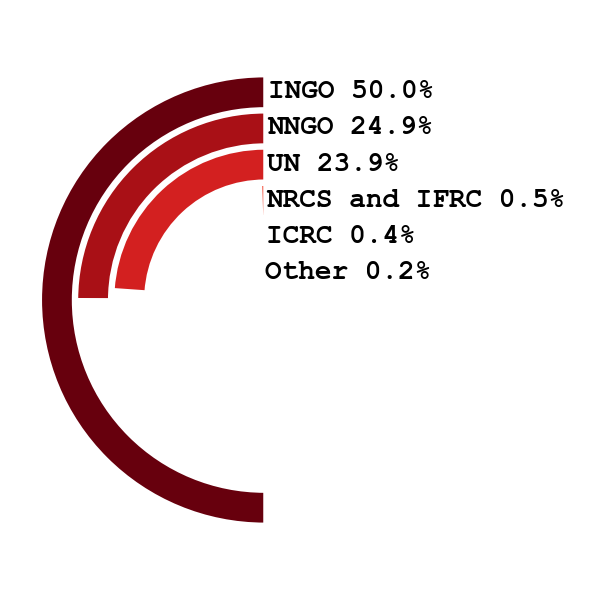 INGO 50.0%
NNGO 24.9%
UN 23.9%
NRCS and IFRC 0.5%
ICRC 0.4%
Other 0.2%